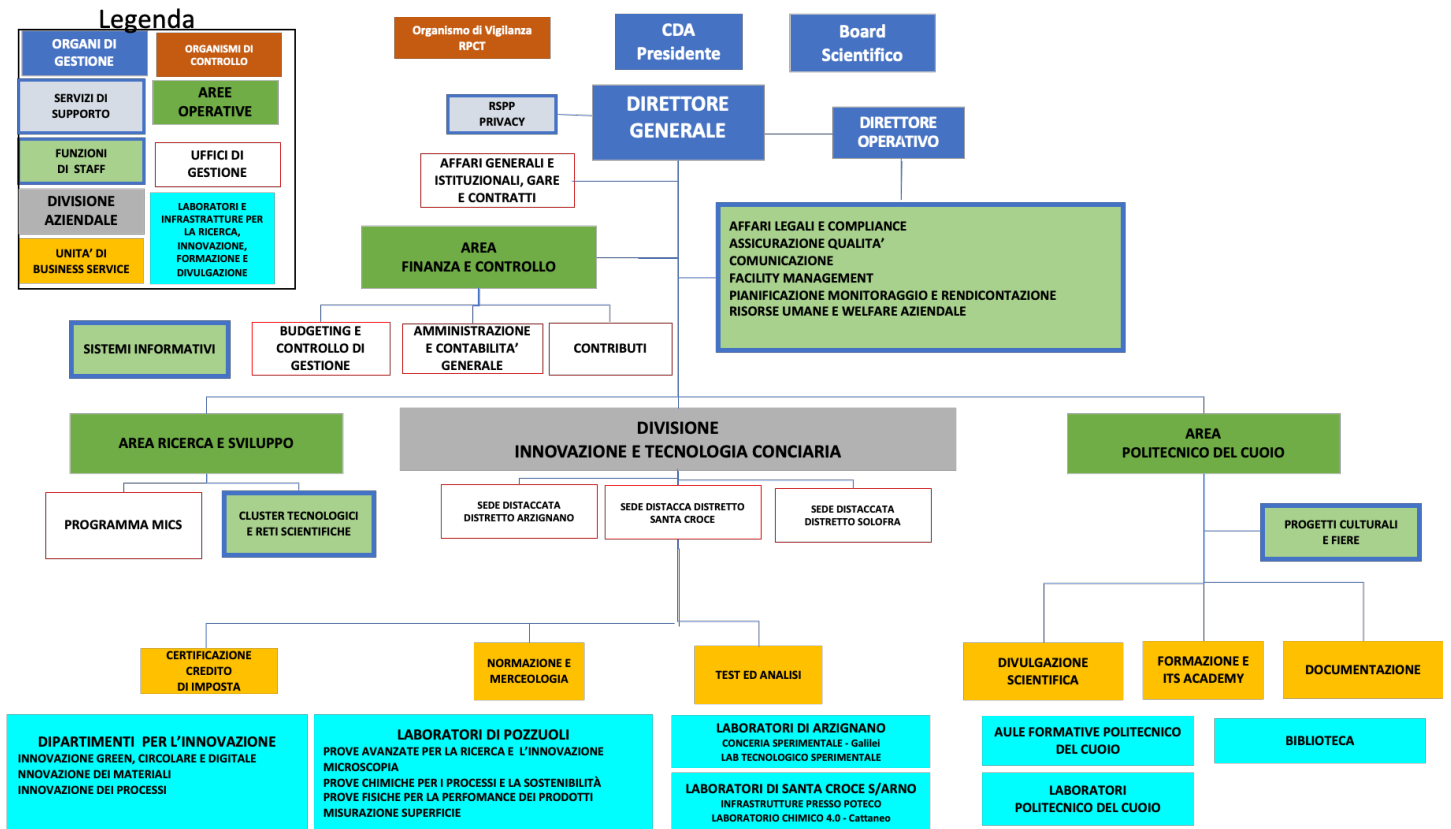 Legenda
ORGANI DI
GESTIONE
ORGANISMI DI
CONTROLLO
SERVIZI DI
SUPPORTO
AREE
OPERATIVE
FUNZIONI
DI  STAFF
UFFICI DI
GESTIONE
DIVISIONE
AZIENDALE
LABORATORI E
INFRASTRATTURE PER
LA RICERCA,
INNOVAZIONE,
FORMAZIONE E
DIVULGAZIONE
UNITA’ DI
BUSINESS SERVICE
Organismo di Vigilanza
RPCT
CDA
Presidente
Board
Scientifico
RSPP
PRIVACY
DIRETTORE
GENERALE
DIRETTORE
OPERATIVO
AFFARI GENERALI E
ISTITUZIONALI, GARE
E CONTRATTI
AFFARI LEGALI E COMPLIANCE
ASSICURAZIONE QUALITA’
COMUNICAZIONE
FACILITY MANAGEMENT
PIANIFICAZIONE MONITORAGGIO E RENDICONTAZIONE
RISORSE UMANE E WELFARE AZIENDALE
AREA
FINANZA E CONTROLLO
SISTEMI INFORMATIVI
BUDGETING E
CONTROLLO DI
GESTIONE
AMMINISTRAZIONE
E CONTABILITA’
GENERALE
CONTRIBUTI
AREA RICERCA E SVILUPPO
DIVISIONE
INNOVAZIONE E TECNOLOGIA CONCIARIA
AREA
POLITECNICO DEL CUOIO
PROGRAMMA MICS
CLUSTER TECNOLOGICI
E RETI SCIENTIFICHE
SEDE DISTACCATA
DISTRETTO ARZIGNANO
SEDE DISTACCA DISTRETTO
SANTA CROCE
SEDE DISTACCATA
DISTRETTO SOLOFRA
PROGETTI CULTURALI
E FIERE
CERTIFICAZIONE
CREDITO
DI IMPOSTA
NORMAZIONE E
MERCEOLOGIA
TEST ED ANALISI
DIVULGAZIONE
SCIENTIFICA
FORMAZIONE E
ITS ACADEMY
DOCUMENTAZIONE
DIPARTIMENTI  PER L’INNOVAZIONE
INNOVAZIONE GREEN, CIRCOLARE E DIGITALE
NNOVAZIONE DEI MATERIALI
INNOVAZIONE DEI PROCESSI
LABORATORI DI POZZUOLI
PROVE AVANZATE PER LA RICERCA E  L’INNOVAZIONE
MICROSCOPIA
PROVE CHIMICHE PER I PROCESSI E LA SOSTENIBILITÀ
PROVE FISICHE PER LA PERFOMANCE DEI PRODOTTI
MISURAZIONE SUPERFICIE
LABORATORI DI ARZIGNANO
CONCERIA SPERIMENTALE - Galilei
LAB TECNOLOGICO SPERIMENTALE
LABORATORI DI SANTA CROCE S/ARNO
INFRASTRUTTURE PRESSO POTECO
LABORATORIO CHIMICO 4.0 - Cattaneo
AULE FORMATIVE POLITECNICO
DEL CUOIO
LABORATORI
POLITECNICO DEL CUOIO
BIBLIOTECA